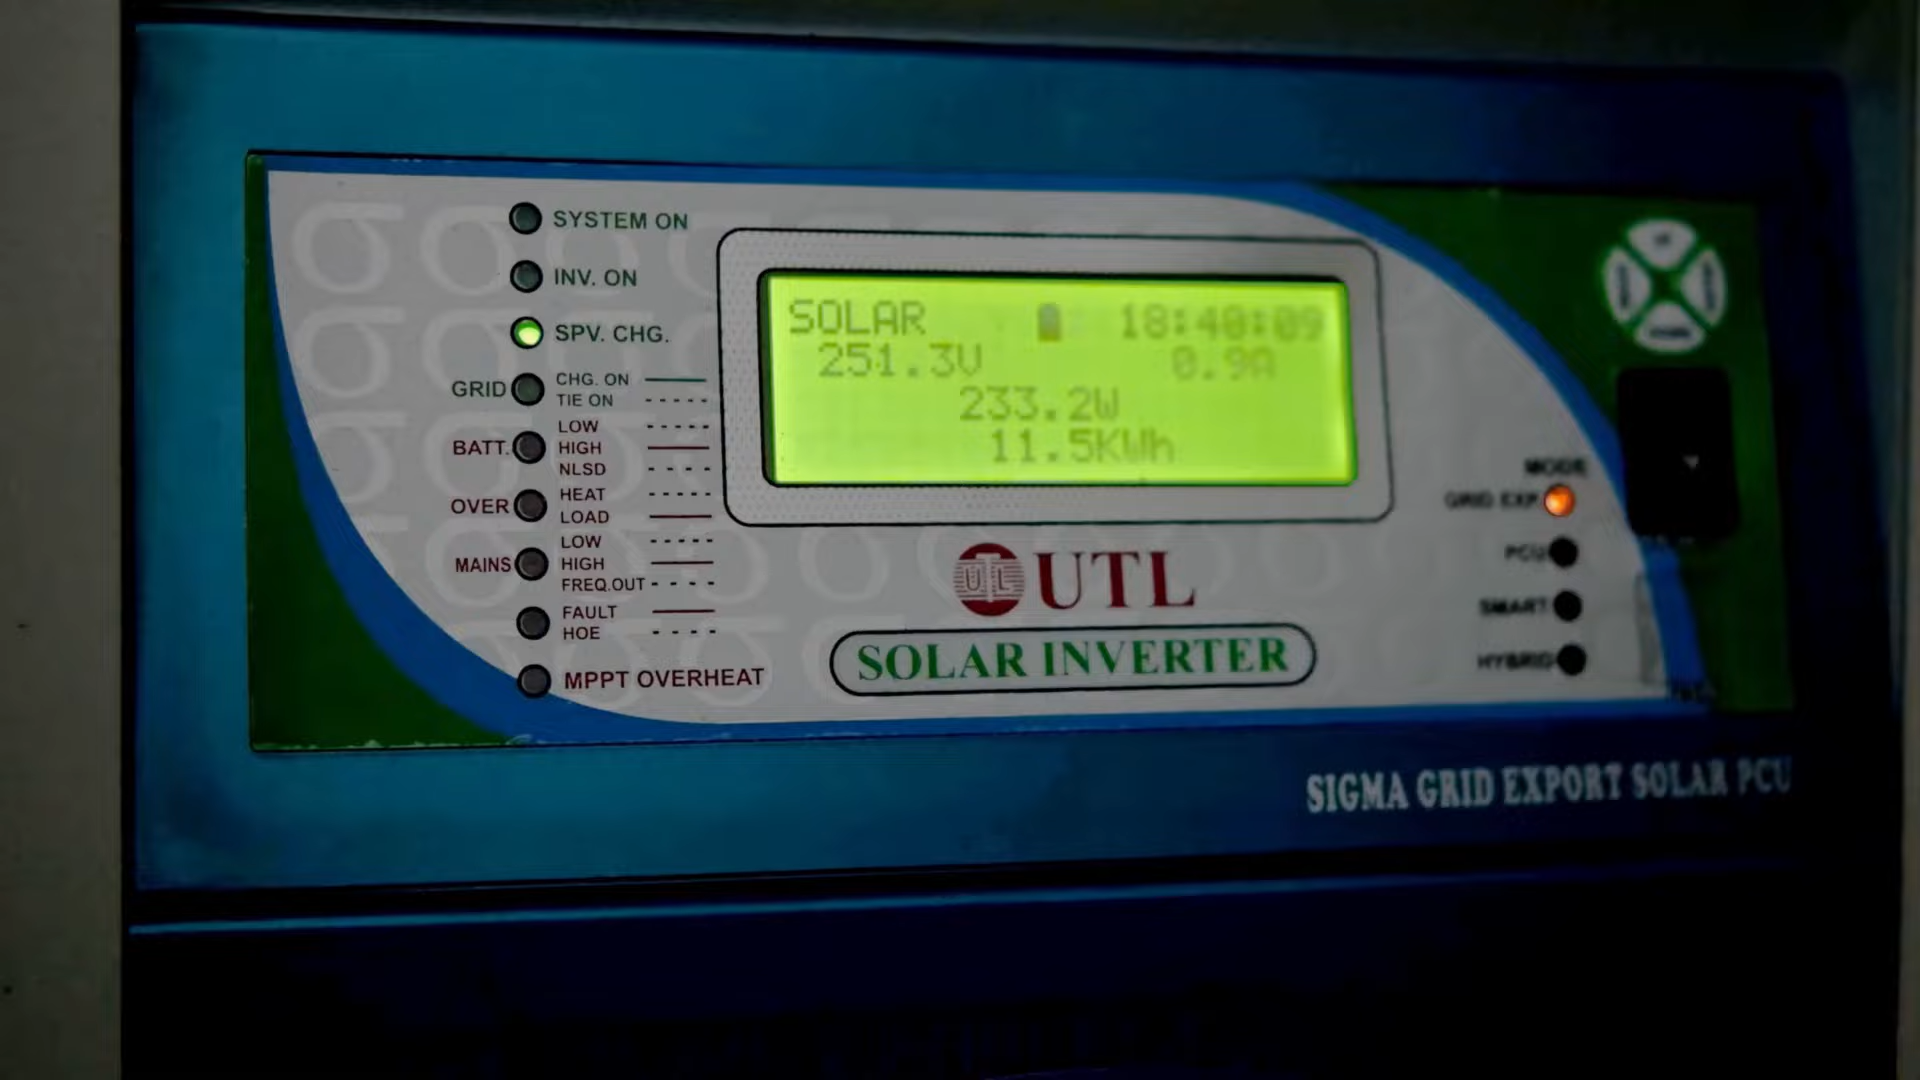 SYSTEM ON
INV. ON
SPV. CHG.
GRID CHG. ON
TIE ON
LOW
BATT. HIGH
NLSD
HEAT
OVER LOAD
LOW
MAINS HIGH
FREQ.OUT
FAULT
HOE
MPPT OVERHEAT
SOLAR 18:40:09
251.3V 0.9A
233.2W
11.5KWh
UTL UTL
SOLAR INVERTER
MODE
GRID EXP.
PCU
SMART
HYBRID
SIGMA GRID EXPORT SOLAR PCU